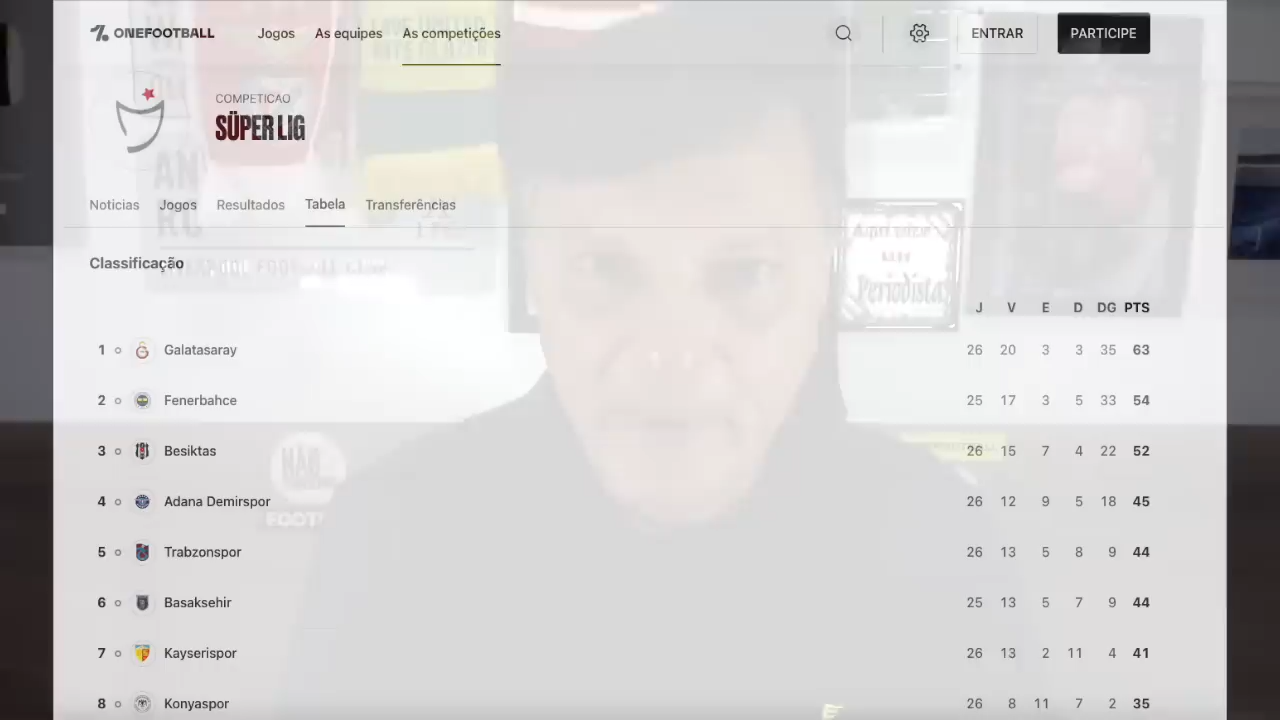 ONEFOOTBALL Jogos As equipes As competições ENTRAR PARTICIPE
COMPETICAO
SÜPER LIG
Noticias Jogos Resultados Tabela Transferências
Classificação
Periodista
J V E D DG PTS
1 Galatasaray 26 20 3 3 35 63
2 Fenerbahce 25 17 3 5 33 54
3 Besiktas 26 15 7 4 22 52
4 Adana Demirspor 26 12 9 5 18 45
5 Trabzonspor 26 13 5 8 9 44
6 Basaksehir 25 13 5 7 9 44
7 Kayserispor 26 13 2 11 4 41
8 Konyaspor 26 8 11 7 2 35